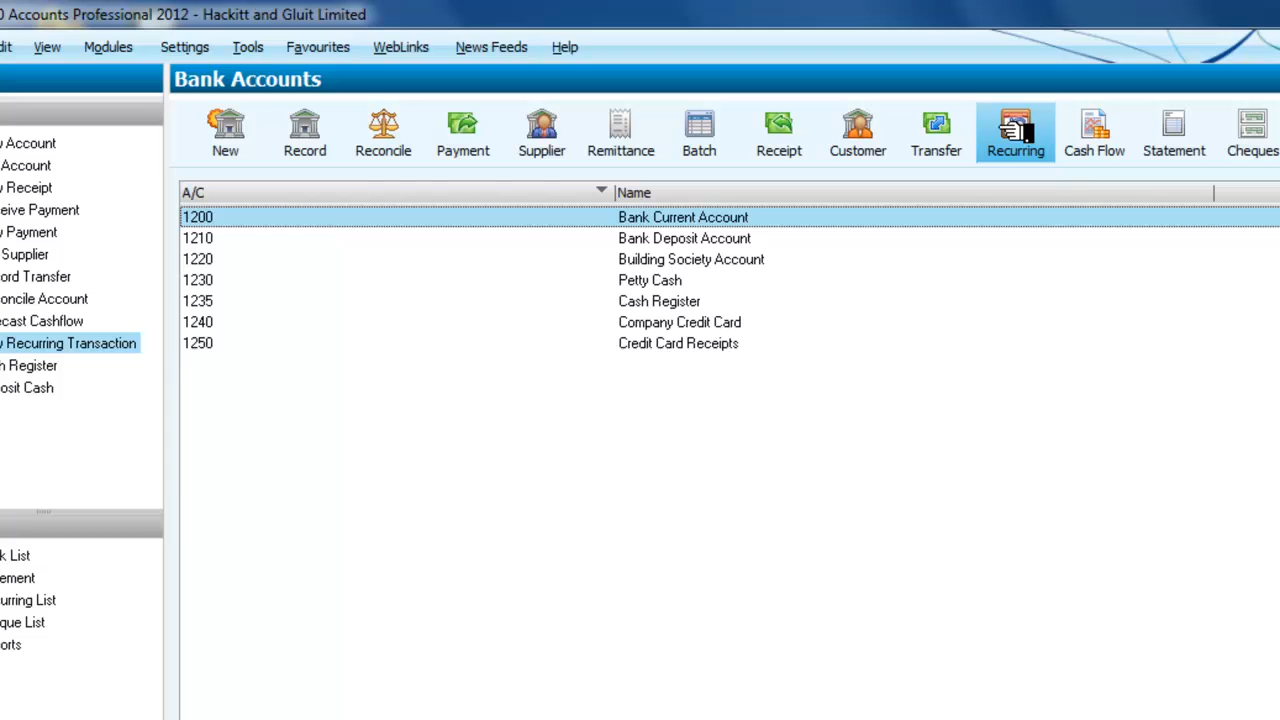 0 Accounts Professional 2012 - Hackitt and Gluit Limited
dit View Modules Settings Tools Favourites WebLinks News Feeds Help
Bank Accounts
New Record Reconcile Payment Supplier Remittance Batch Receipt Customer Transfer Recurring Cash Flow Statement Cheques
w Account
Account
w Receipt
eive Payment
w Payment
Supplier
ord Transfer
oncile Account
ecast Cashflow
w Recurring Transaction
h Register
osit Cash
k List
ement
urring List
que List
orts
A/C Name
1200 Bank Current Account
1210 Bank Deposit Account
1220 Building Society Account
1230 Petty Cash
1235 Cash Register
1240 Company Credit Card
1250 Credit Card Receipts